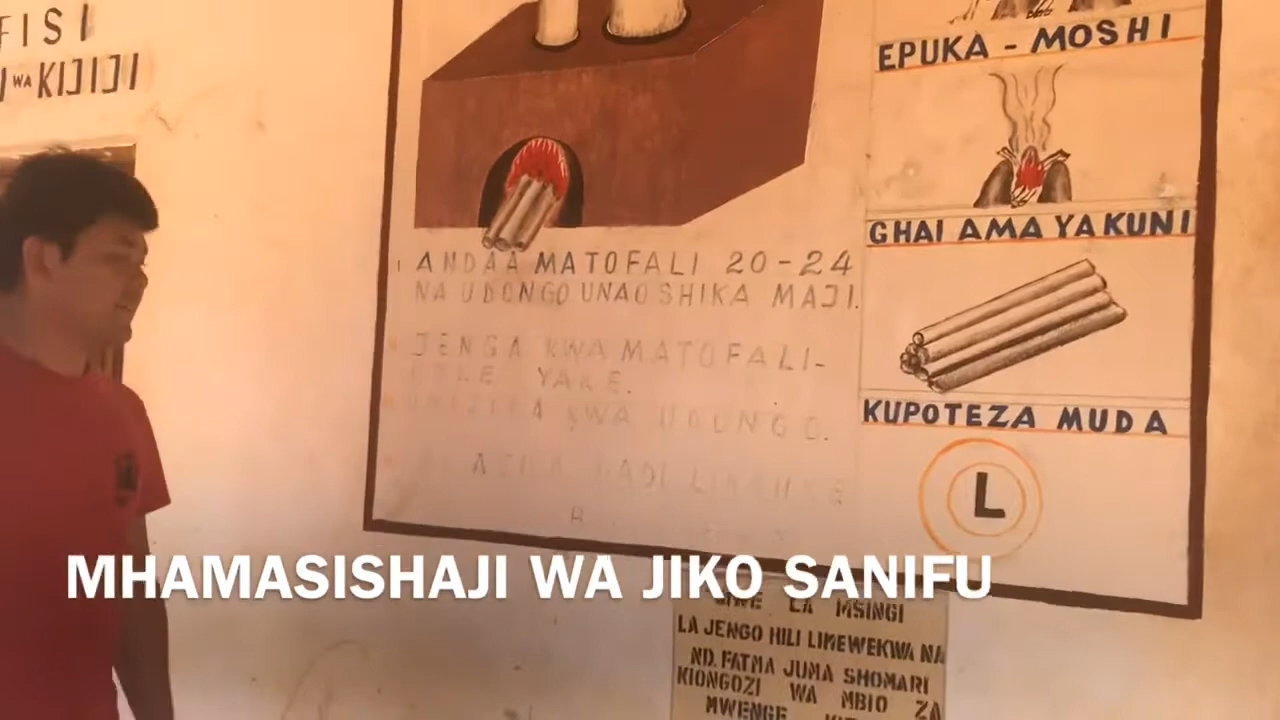 FISI
WA KIJIJI
EPUKA - MOSHI
GHALAMA YA KUNI
ANDAA MATOFALI 20-24
NA UDONGO UNAOSHIKA MAJI.
JENGA KWA MATOFALI-
YAKE.
KWA UDONGO.
KUPOTEZA MUDA
L
MHAMASISHAJI WA JIKO SANIFU
LA MSINGI
LA JENGO HILI LIMEWEKWA NA
ND. FATMA JUMA SHOMARI
KIONGOZI WA MBIO ZA
MWENGE